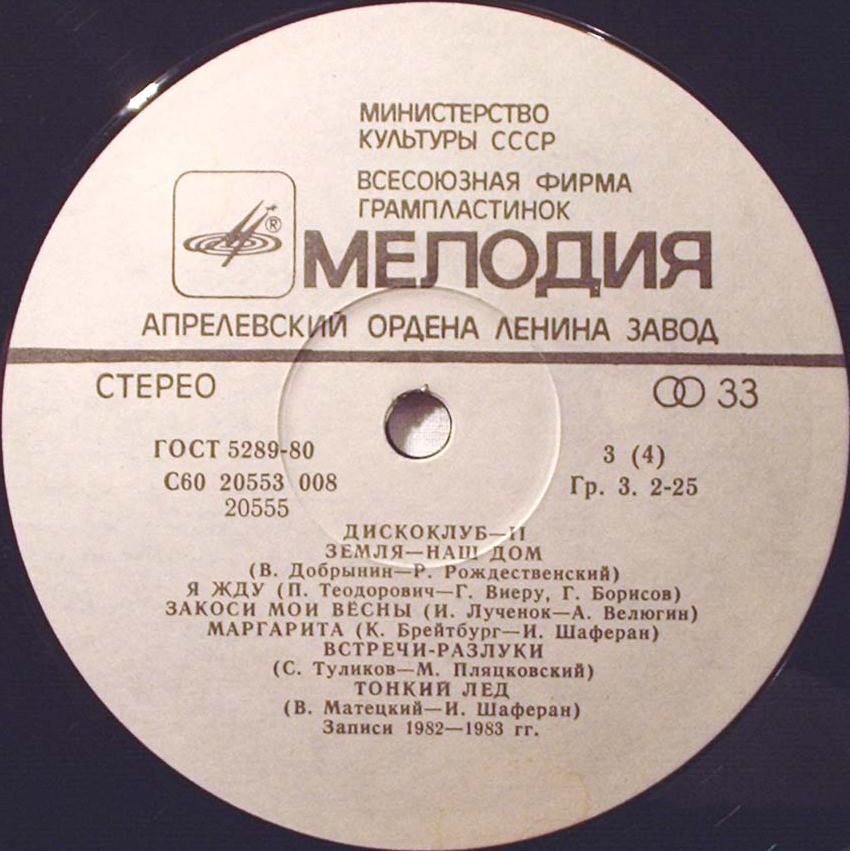 МИНИСТЕРСТВО
КУЛЬТУРЫ СССР
ВСЕСОЮЗНАЯ ФИРМА
ГРАМПЛАСТИНОК
®
МЕЛОДИЯ
АПРЕЛЕВСКИЙ ОРДЕНА ЛЕНИНА ЗАВОД
СТЕРЕО
33
ГОСТ 5289-80
3 (4)
С60 20553 008
Гр. 3. 2-25
20555
ДИСКОКЛУБ—11
ЗЕМЛЯ—НАШ ДОМ
(В. Добрынин—Р. Рождественский)
Я ЖДУ (П. Теодорович—Г. Виеру, Г. Борисов)
ЗАКОСИ МОИ ВЕСНЫ (И. Лученок—А. Велюгин)
МАРГАРИТА (К. Брейтбург—И. Шаферан)
ВСТРЕЧИ-РАЗЛУКИ
(С. Туликов—М. Пляцковский)
ТОНКИЙ ЛЕД
(В. Матецкий—И. Шаферан)
Записи 1982—1983 гг.